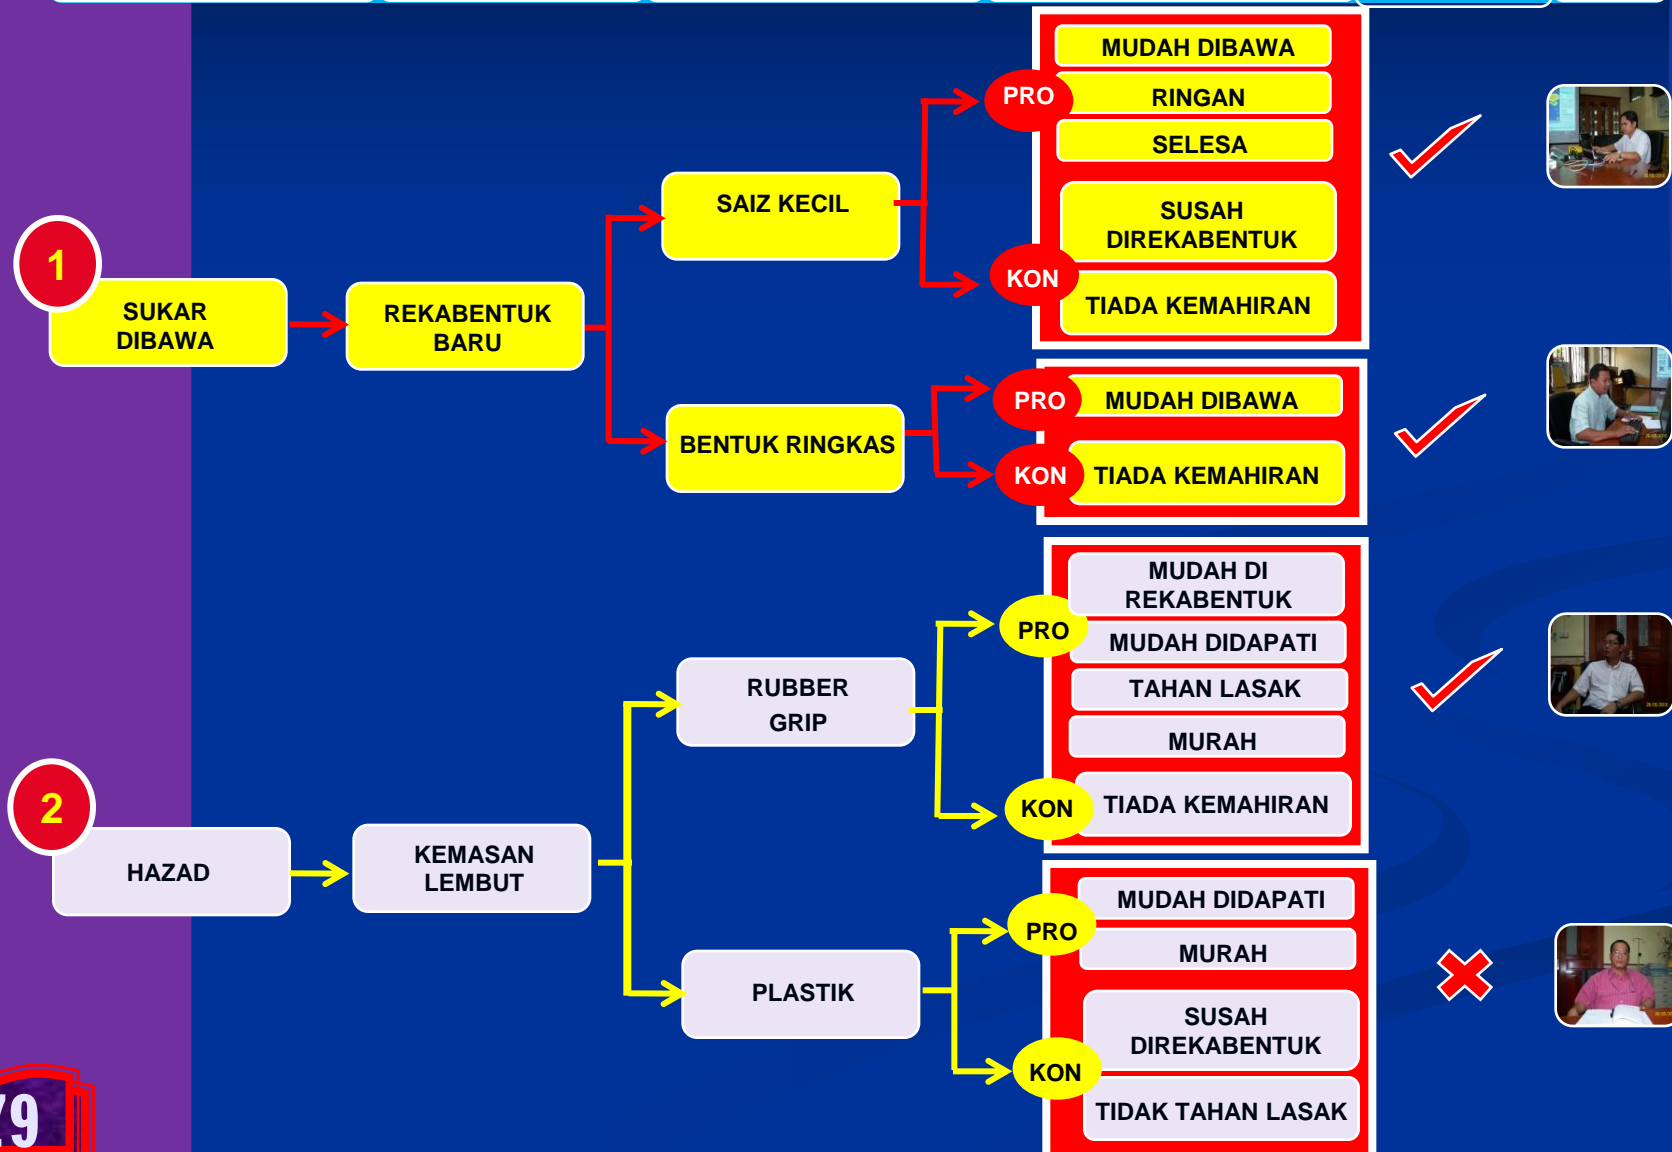 1
SUKAR
DIBAWA
REKABENTUK
BARU
SAIZ KECIL
PRO
MUDAH DIBAWA
RINGAN
SELESA
KON
SUSAH
DIREKABENTUK
TIADA KEMAHIRAN
BENTUK RINGKAS
PRO
MUDAH DIBAWA
KON
TIADA KEMAHIRAN
2
HAZAD
KEMASAN
LEMBUT
RUBBER
GRIP
PRO
MUDAH DI
REKABENTUK
MUDAH DIDAPATI
TAHAN LASAK
MURAH
KON
TIADA KEMAHIRAN
PLASTIK
PRO
MUDAH DIDAPATI
MURAH
KON
SUSAH
DIREKABENTUK
TIDAK TAHAN LASAK